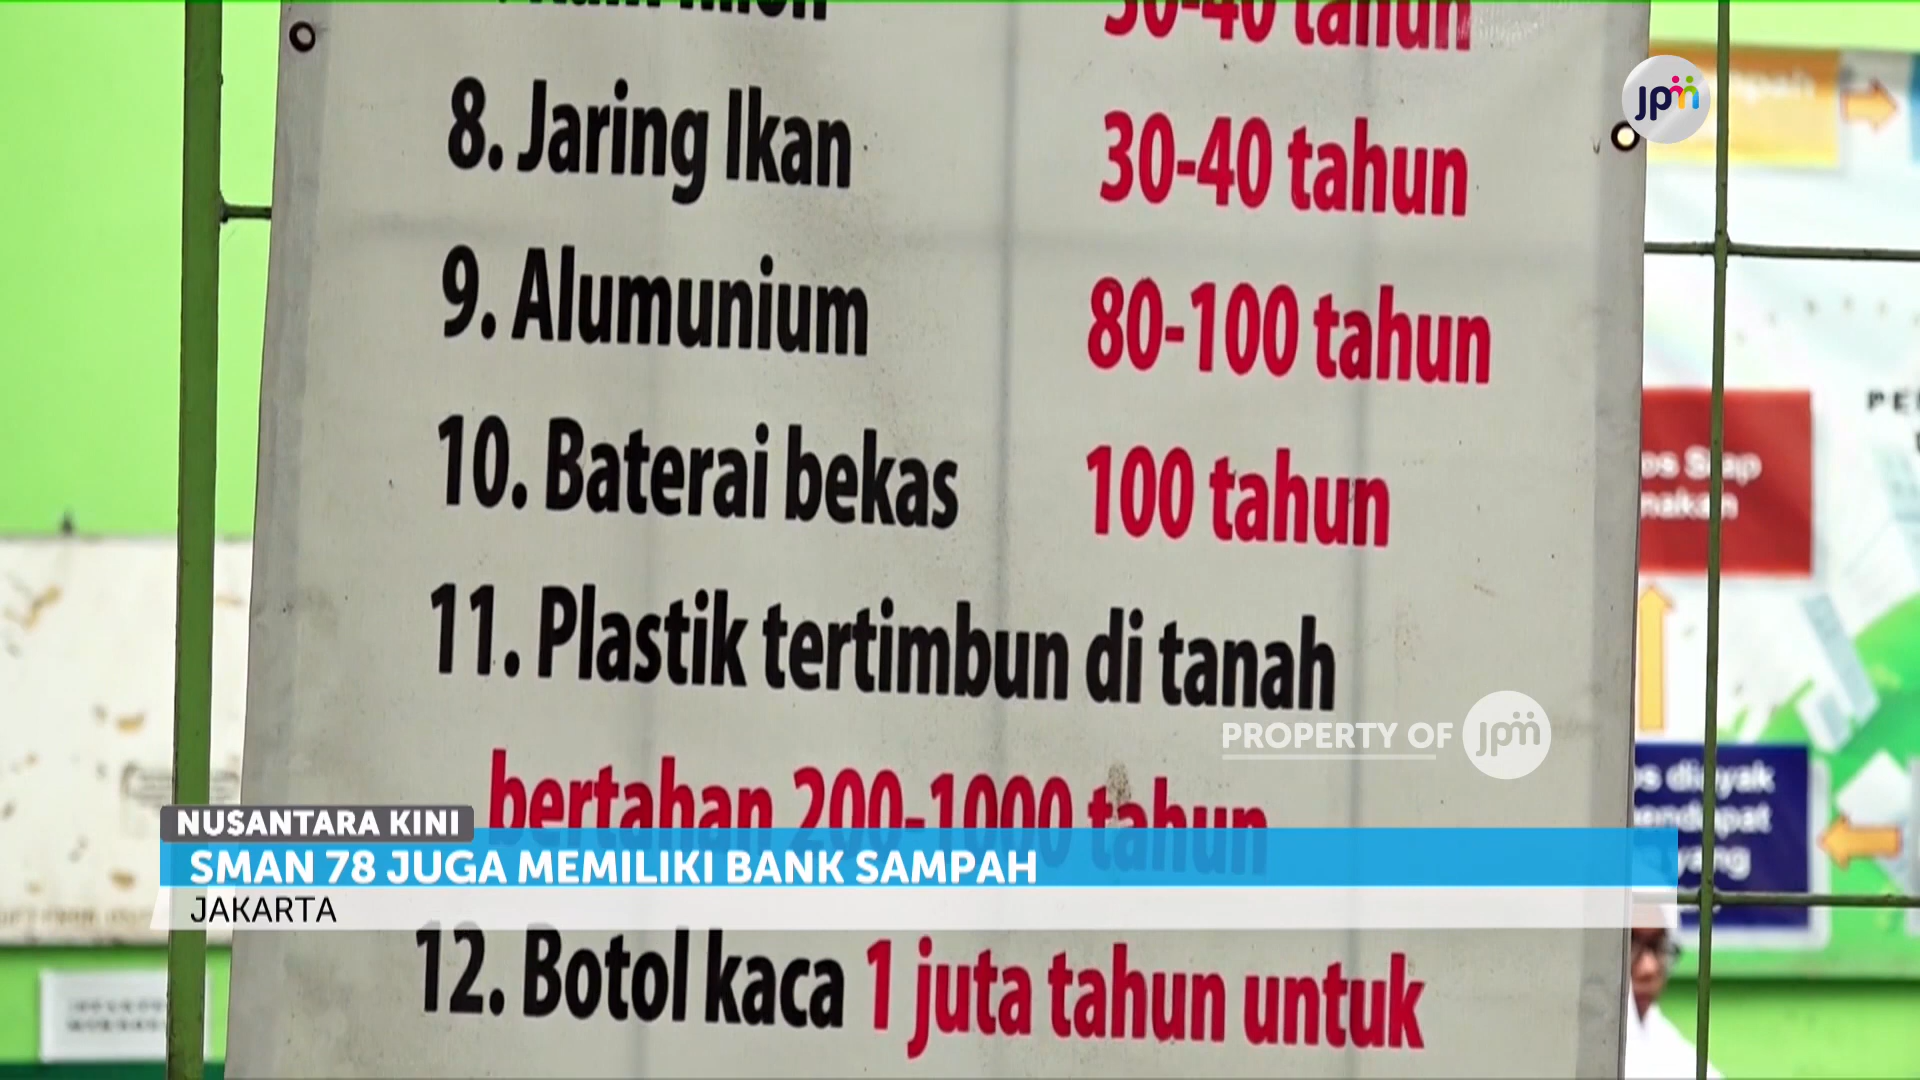 30-40 tahun
8. Jaring Ikan 30-40 tahun
9. Alumunium 80-100 tahun
10. Baterai bekas 100 tahun
11. Plastik tertimbun di tanah
bertahan 200-1000 tahun
12. Botol kaca 1 juta tahun untuk
jpm
PROPERTY OF jpm
NUSANTARA KINI
SMAN 78 JUGA MEMILIKI BANK SAMPAH
JAKARTA